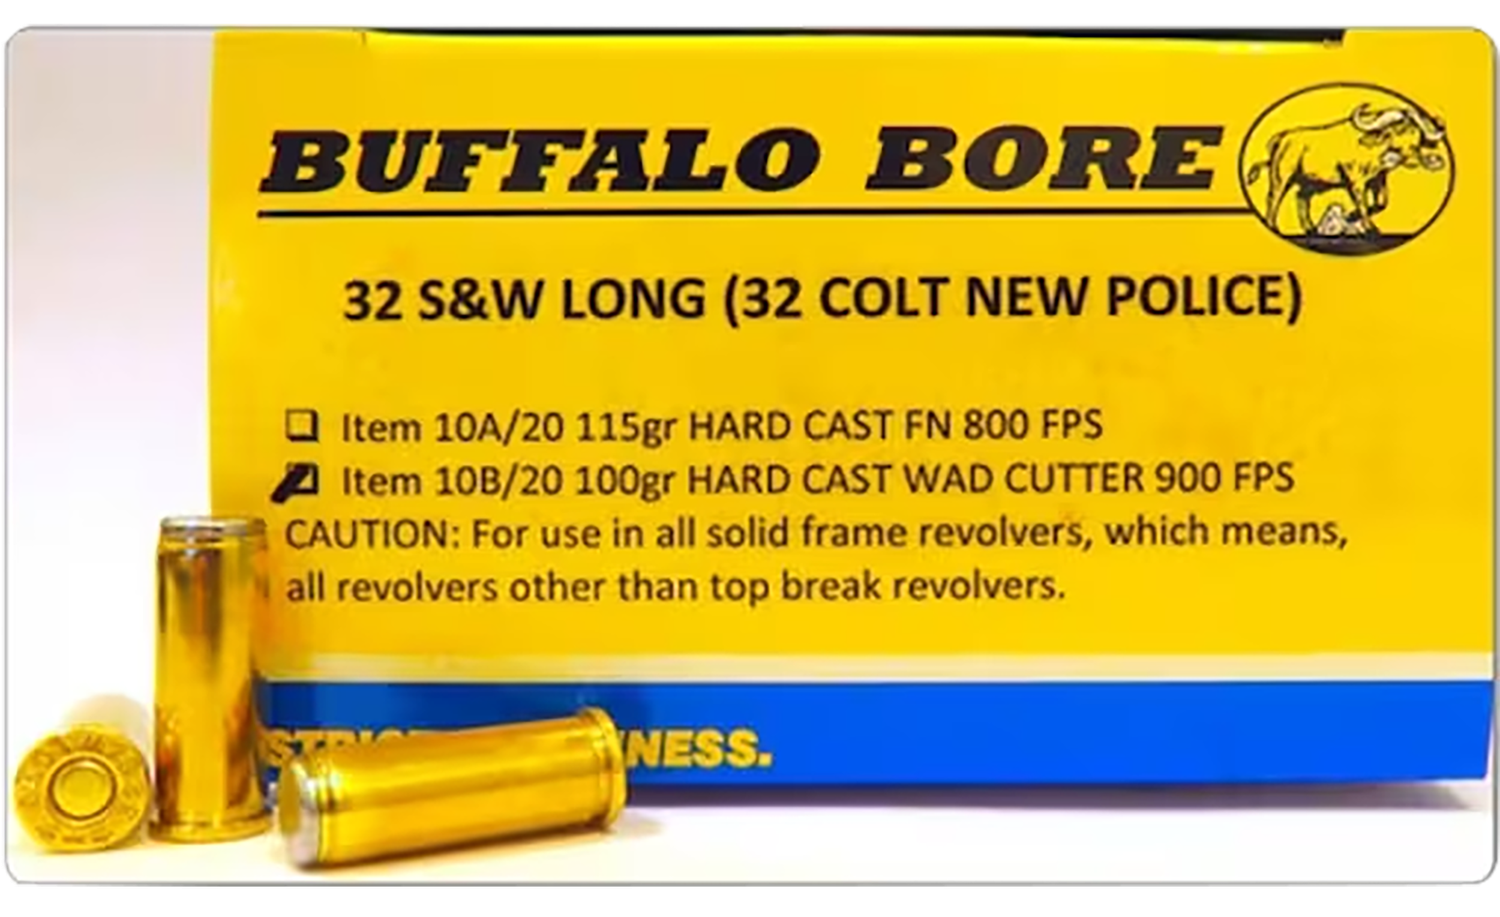 BUFFALO BORE
32 S&W LONG (32 COLT NEW POLICE)
Item 10A/20 115gr HARD CAST FN 800 FPS
Item 10B/20 100gr HARD CAST WAD CUTTER 900 FPS
CAUTION: For use in all solid frame revolvers, which means,
all revolvers other than top break revolvers.